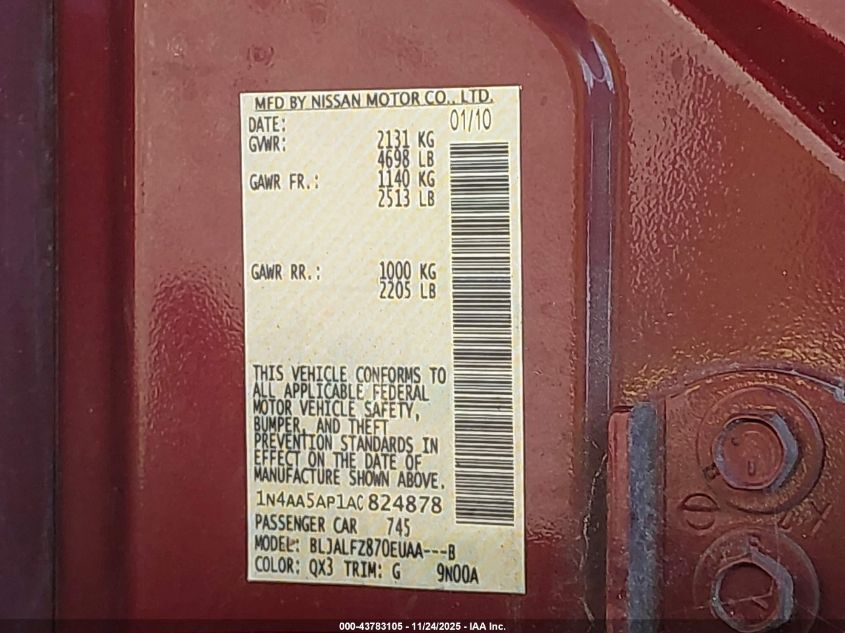 MFD BY NISSAN MOTOR CO., LTD.
DATE: 01/10
GVWR: 2131 KG
4698 LB
GAWR FR.: 1140 KG
2513 LB
GAWR RR.: 1000 KG
2205 LB
THIS VEHICLE CONFORMS TO
ALL APPLICABLE FEDERAL
MOTOR VEHICLE SAFETY,
BUMPER, AND THEFT
PREVENTION STANDARDS IN
EFFECT ON THE DATE OF
MANUFACTURE SHOWN ABOVE.
1N4AA5AP1AC824878
PASSENGER CAR 745
MODEL: BLJALFZ870EUAA---B
COLOR: QX3 TRIM: G 9N00A
000-43783105 - 11/24/2025 - IAA Inc.